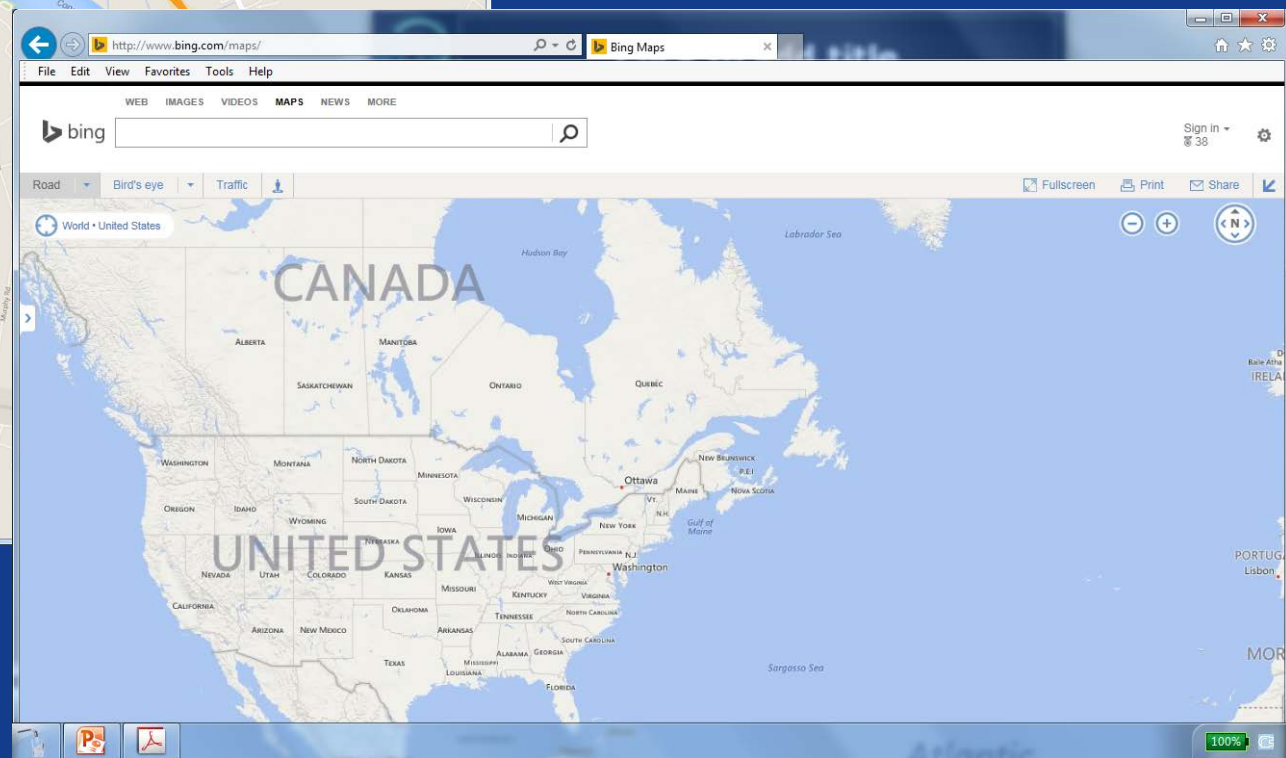 http://www.bing.com/maps/
Bing Maps
File Edit View Favorites Tools Help
WEB IMAGES VIDEOS MAPS NEWS MORE
bing
Sign in
38
Road Bird's eye Traffic Fullscreen Print Share
World • United States
N
Labrador Sea
Hudson Bay
CANADA
ALBERTA MANITOBA
SASKATCHEWAN ONTARIO QUEBEC
IRELA
WASHINGTON MONTANA NORTH DAKOTA NEW BRUNSWICK
MINNESOTA P.E.I
Ottawa
MAINE NOVA SCOTIA
OREGON IDAHO SOUTH DAKOTA WISCONSIN VT.
WYOMING MICHIGAN NEW YORK N.H. Gulf of
Maine
IOWA
NEBRASKA
UNITED STATES
ILLINOIS INDIANA OHIO PENNSYLVANIA N.J.
PORTUG
Washington
Lisbon
NEVADA UTAH COLORADO KANSAS
MISSOURI WEST VIRGINIA
KENTUCKY VIRGINIA
CALIFORNIA OKLAHOMA TENNESSEE NORTH CAROLINA
ARIZONA NEW MEXICO ARKANSAS
SOUTH CAROLINA
ALABAMA GEORGIA
TEXAS MISSISSIPPI
LOUISIANA
MOR
Sargasso Sea
FLORIDA
100%
Atlantic